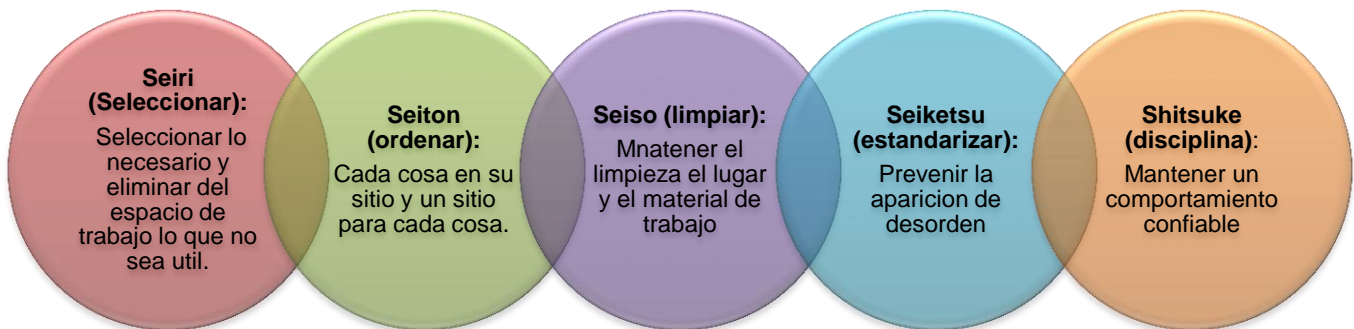 Seiri
(Seleccionar):
Seleccionar lo
necesario y
eliminar del
espacio de
trabajo lo que no
sea util.
Seiton
(ordenar):
Cada cosa en su
sitio y un sitio
para cada cosa.
Seiso (limpiar):
Mnatener el
limpieza el lugar
y el material de
trabajo
Seiketsu
(estandarizar):
Prevenir la
aparicion de
desorden
Shitsuke
(disciplina):
Mantener un
comportamiento
confiable